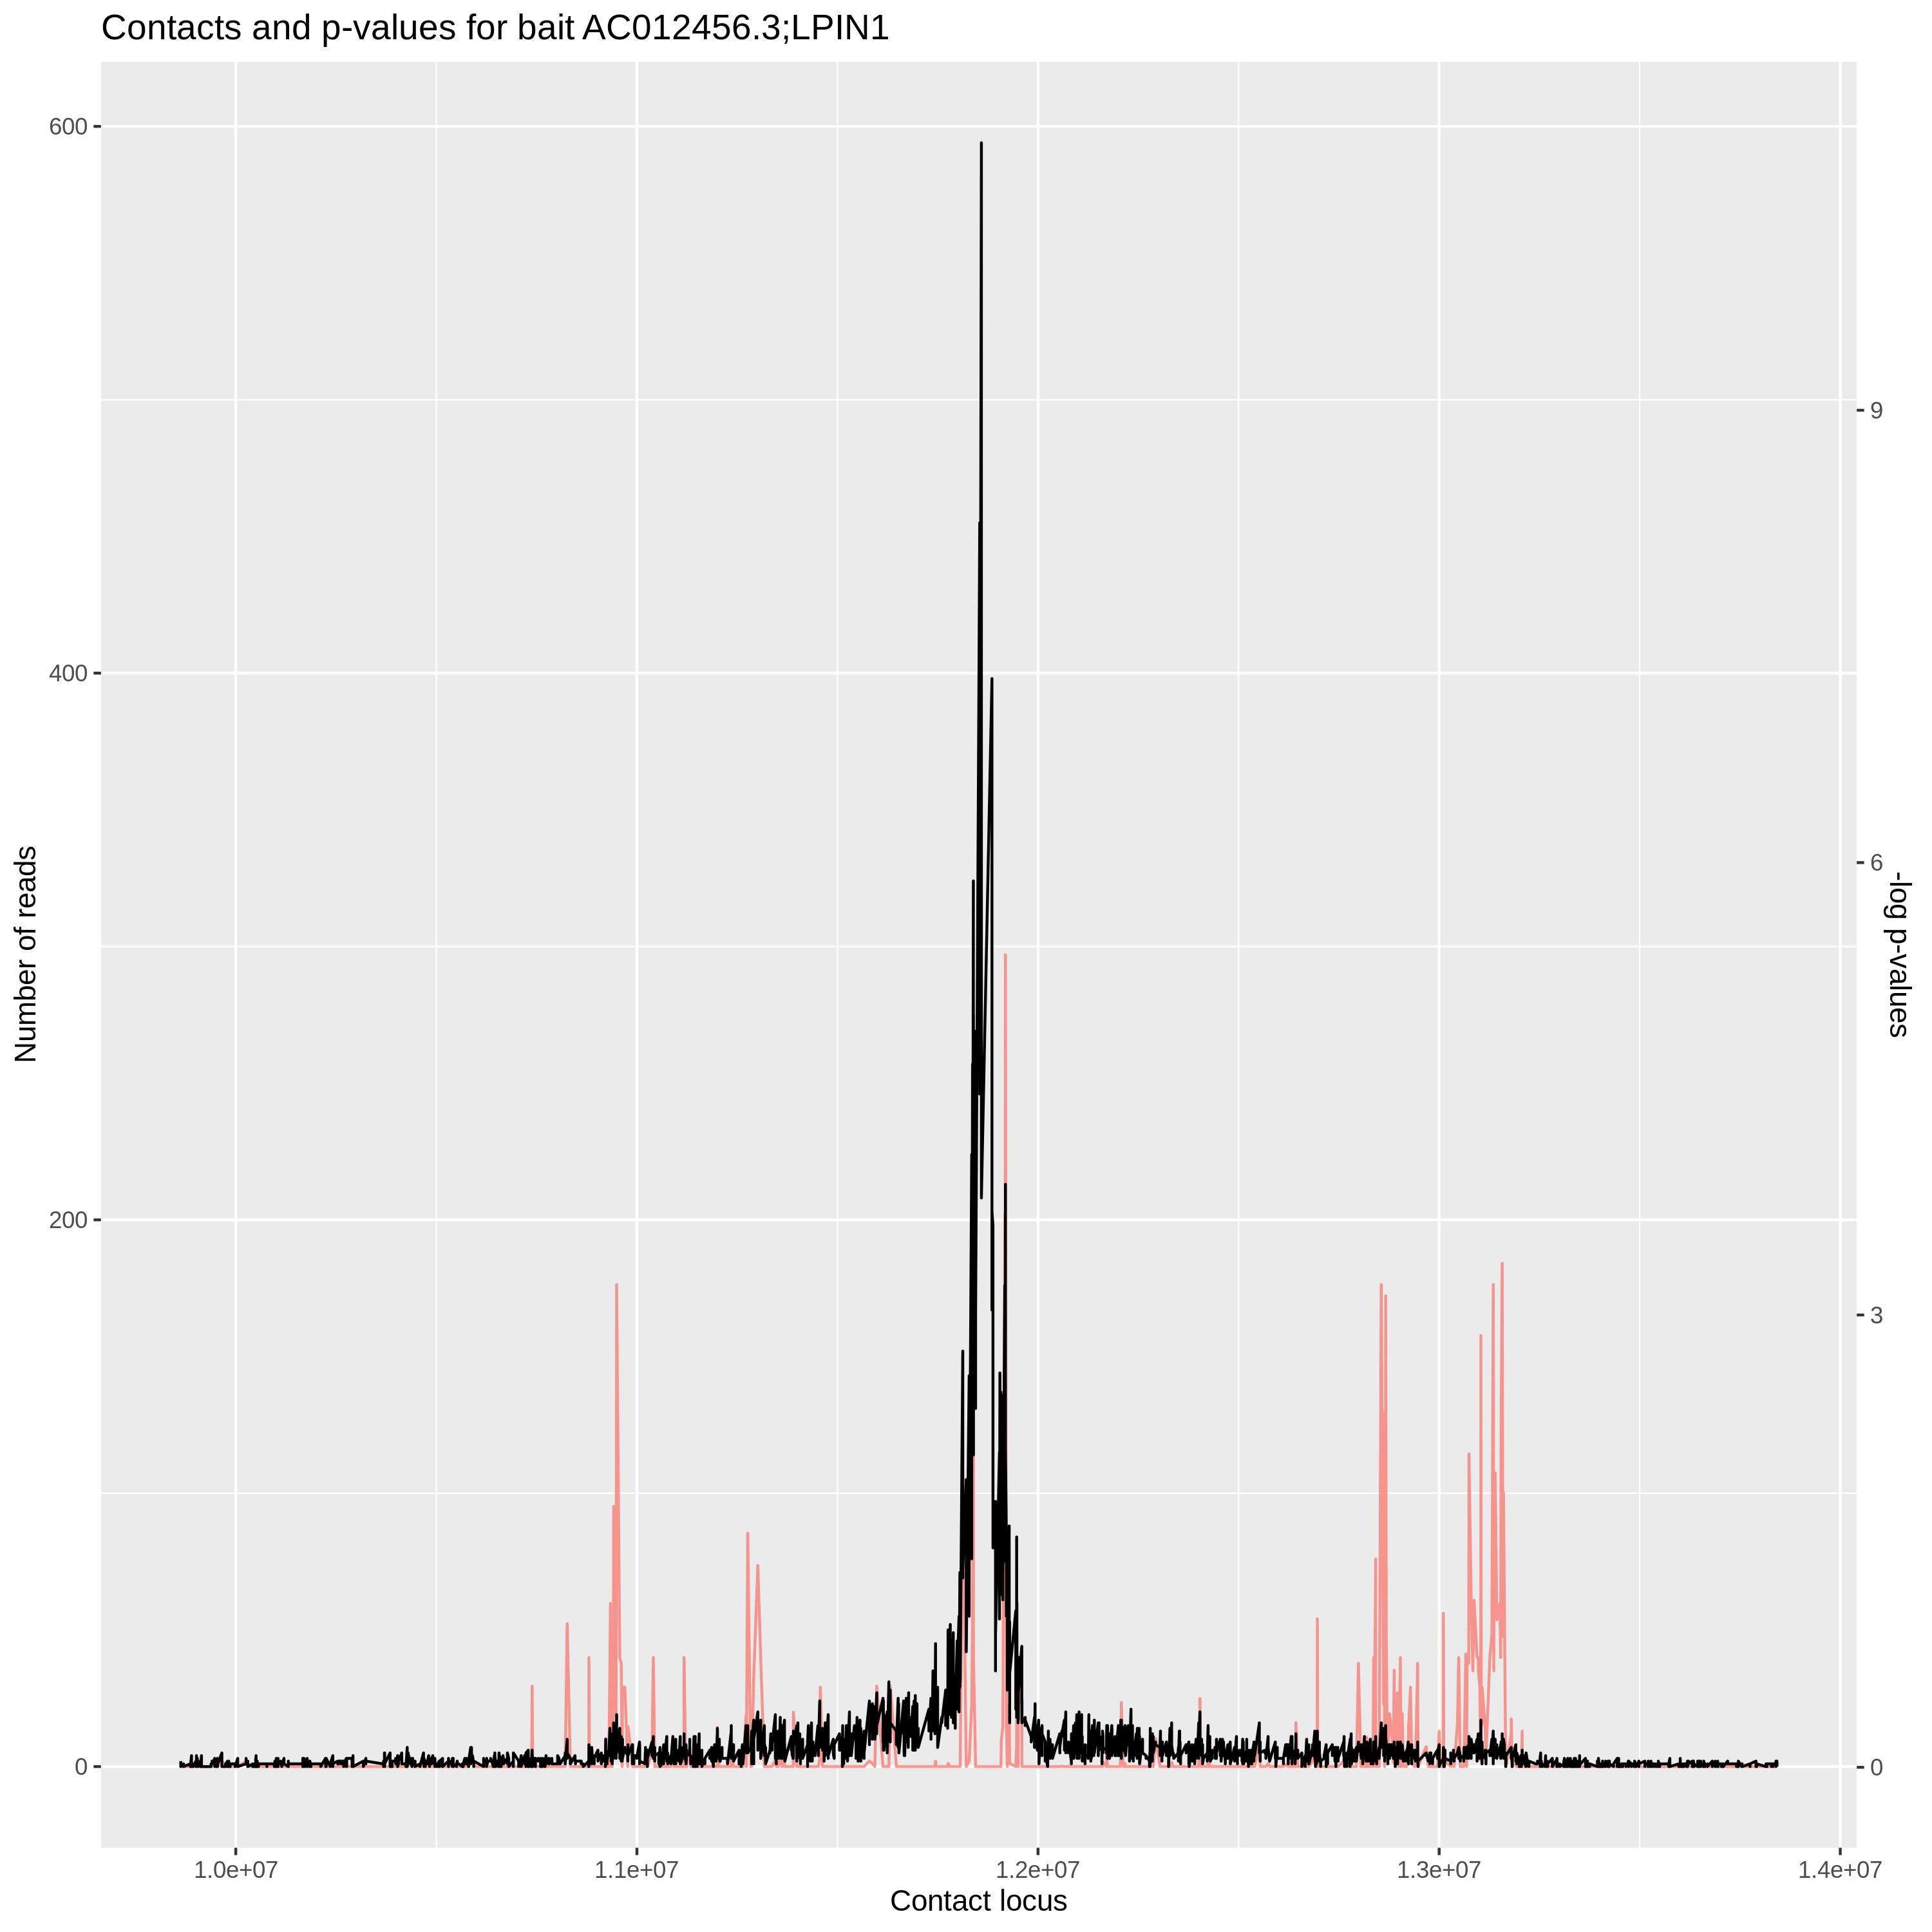 Contacts and p-values for bait AC012456.3;LPIN1
600
400
200
0
Number of reads
9
6
3
0
-log p-values
1.0e+07
1.1e+07
1.2e+07
1.3e+07
1.4e+07
Contact locus